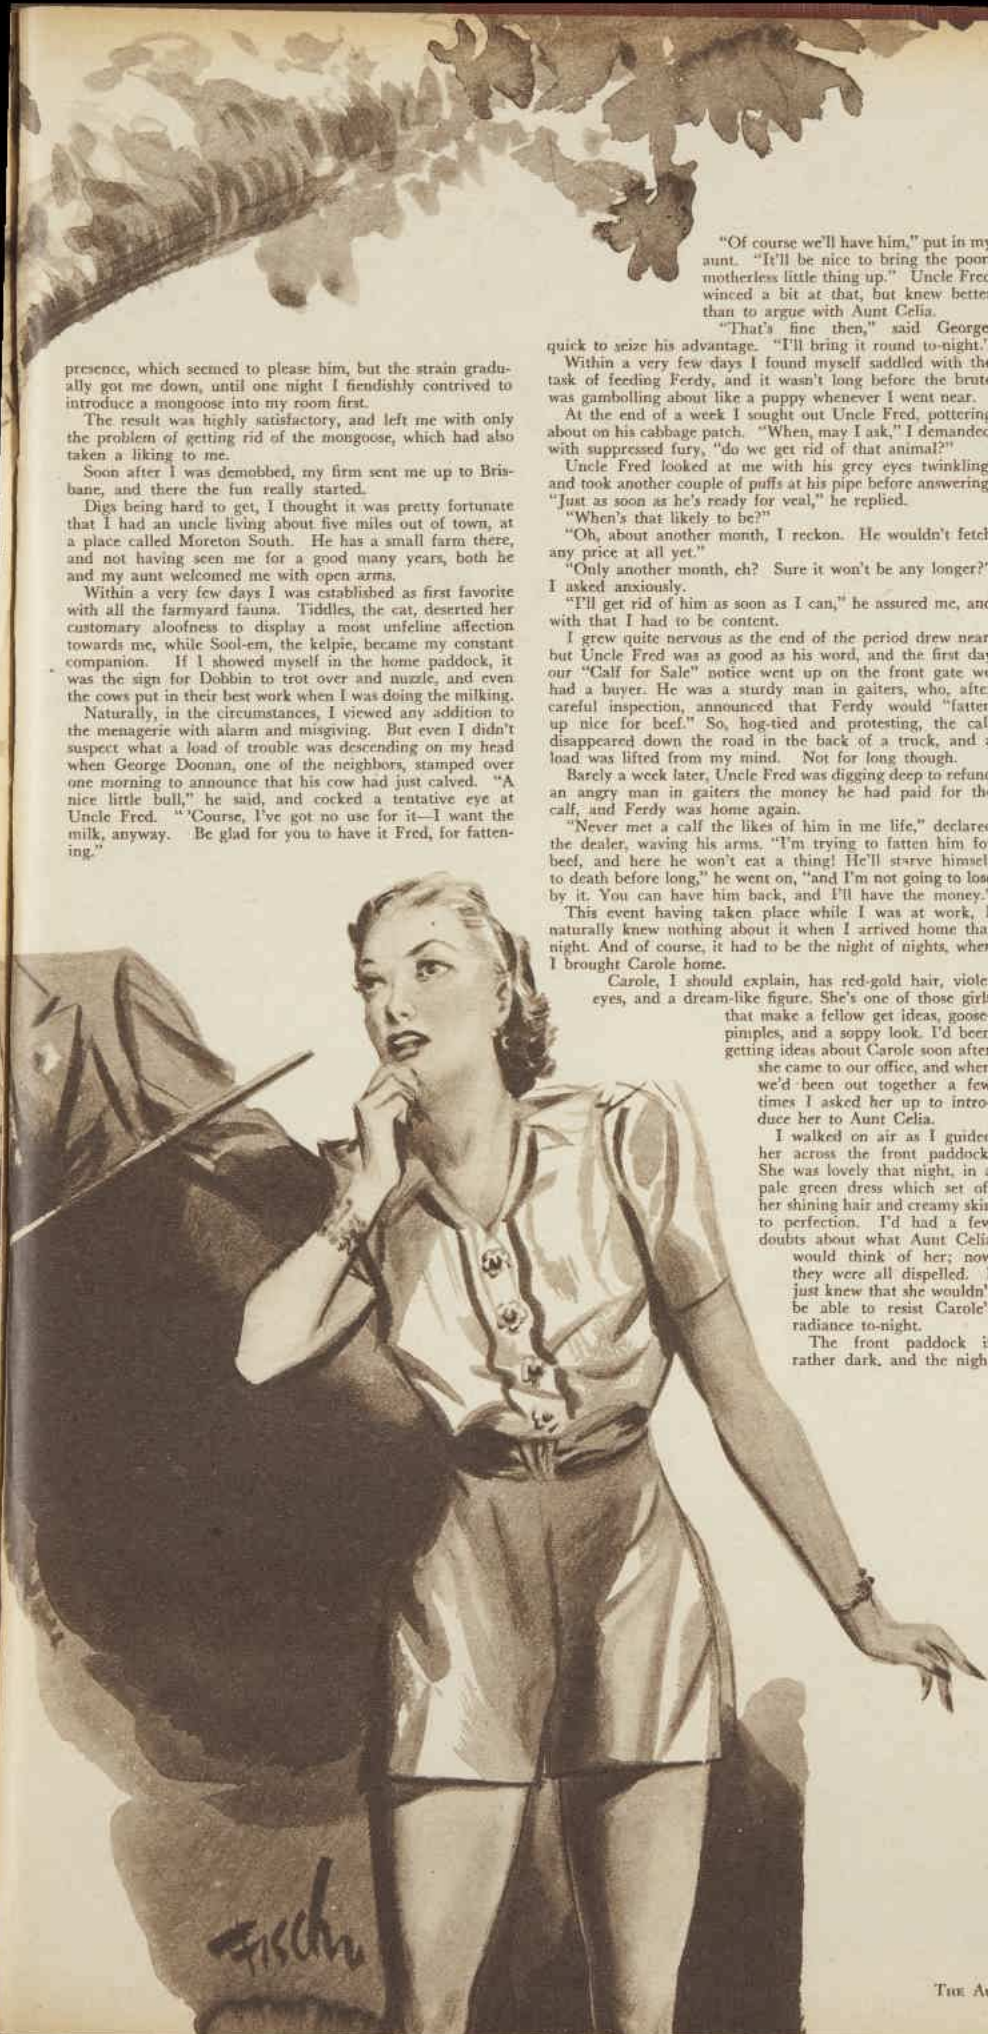 presence, which seemed to please him, but the strain gradu-
ally got me down, until one night I fiendishly contrived to
introduce a mongoose into my room first.
The result was highly satisfactory, and left me with only
the problem of getting rid of the mongoose, which had also
taken a liking to me.
Soon after I was demobbed, my firm sent me up to Bris-
bane, and there the fun really started.
Digs being hard to get, I thought it was pretty fortunate
that I had an uncle living about five miles out of town, at
a place called Moreton South. He has a small farm there,
and not having seen me for a good many years, both he
and my aunt welcomed me with open arms.
Within a very few days I was established as first favorite
with all the farmyard fauna. Tiddles, the cat, deserted her
customary aloofness to display a most unfeline affection
towards me, while Sool-em, the kelpie, became my constant
companion. If I showed myself in the home paddock, it
was the sign for Dobbin to trot over and nuzzle, and even
the cows put in their best work when I was doing the milking.
Naturally, in the circumstances, I viewed any addition to
the menagerie with alarm and misgiving. But even I didn't
suspect what a load of trouble was descending on my head
when George Doonan, one of the neighbors, stamped over
one morning to announce that his cow had just calved. "A
nice little bull," he said, and cocked a tentative eye at
Uncle Fred. "'Course, I've got no use for it—I want the
milk, anyway. Be glad for you to have it Fred, for fatten-
ing."
"Of course we'll have him," put in my
aunt. "It'll be nice to bring the poor
motherless little thing up." Uncle Fred
winced a bit at that, but knew bette
than to argue with Aunt Celia.
"That's fine then," said George
quick to seize his advantage. "I'll bring it round to-night."
Within a very few days I found myself saddled with the
task of feeding Ferdy, and it wasn't long before the brute
was gambolling about like a puppy whenever I went near.
At the end of a week I sought out Uncle Fred, pottering
about on his cabbage patch. "When, may I ask," I demanded
with suppressed fury, "do we get rid of that animal?"
Uncle Fred looked at me with his grey eyes twinkling
and took another couple of puffs at his pipe before answering
"Just as soon as he's ready for veal," he replied.
"When's that likely to be?"
"Oh, about another month, I reckon. He wouldn't fetch
any price at all yet."
"Only another month, eh? Sure it won't be any longer?"
I asked anxiously.
"I'll get rid of him as soon as I can," he assured me, and
with that I had to be content.
I grew quite nervous as the end of the period drew near
but Uncle Fred was as good as his word, and the first day
our "Calf for Sale" notice went up on the front gate we
had a buyer. He was a sturdy man in gaiters, who, afte
careful inspection, announced that Ferdy would "fatten
up nice for beef." So, hog-tied and protesting, the cal
disappeared down the road in the back of a truck, and a
load was lifted from my mind. Not for long though.
Barely a week later, Uncle Fred was digging deep to refund
an angry man in gaiters the money he had paid for the
calf, and Ferdy was home again.
"Never met a calf the likes of him in me life," declared
the dealer, waving his arms. "I'm trying to fatten him fo
beef, and here he won't eat a thing! He'll starve himsel
to death before long," he went on, "and I'm not going to lose
by it. You can have him back, and I'll have the money."
This event having taken place while I was at work, I
naturally knew nothing about it when I arrived home tha
night. And of course, it had to be the night of nights, when
I brought Carole home.
Carole, I should explain, has red-gold hair, viole
eyes, and a dream-like figure. She's one of those girls
that make a fellow get ideas, goose-
pimples, and a soppy look. I'd been
getting ideas about Carole soon after
she came to our office, and when
we'd been out together a few
times I asked her up to intro-
duce her to Aunt Celia.
I walked on air as I guided
her across the front paddock
She was lovely that night, in a
pale green dress which set of
her shining hair and creamy skin
to perfection. I'd had a few
doubts about what Aunt Celia
would think of her; now
they were all dispelled. I
just knew that she wouldn'
be able to resist Carole'
radiance to-night.
The front paddock i
rather dark, and the nigh
THE A